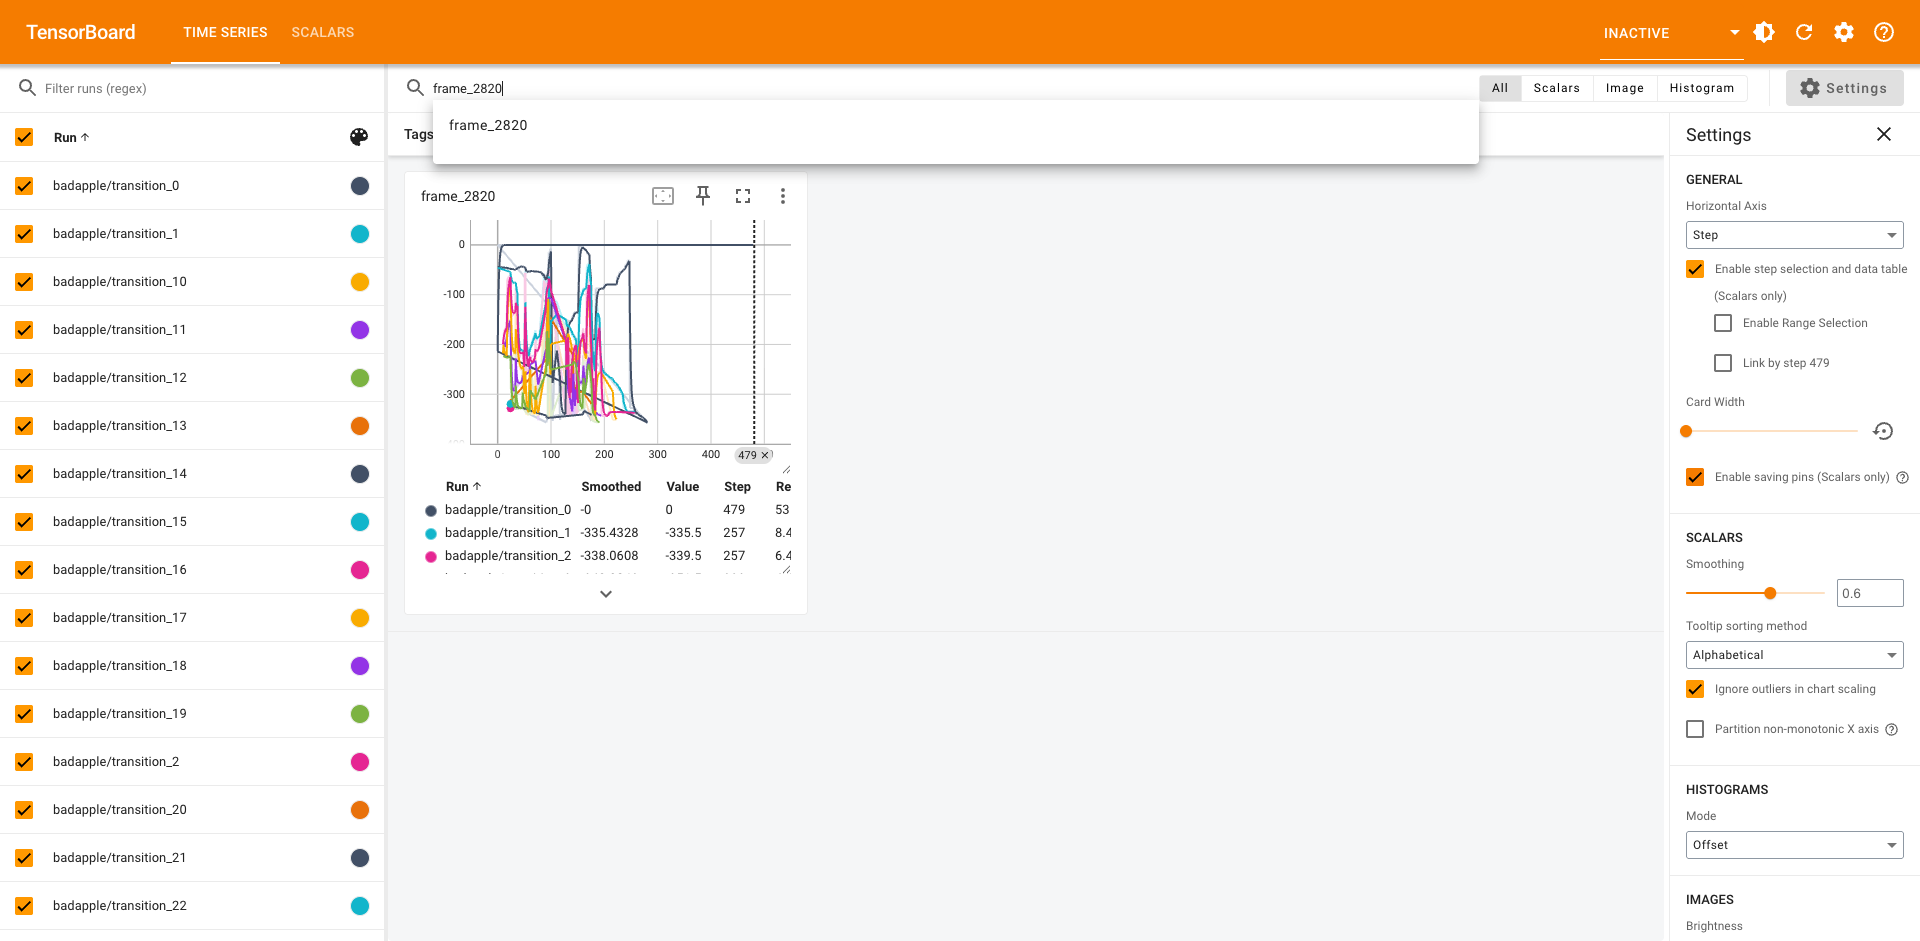 TensorBoard
TIME SERIES
SCALARS
INACTIVE
Filter runs (regex)
frame_2820
All
Scalars
Image
Histogram
Settings
frame_2820
Run
Tags
badapple/transition_0
badapple/transition_1
badapple/transition_10
badapple/transition_11
badapple/transition_12
badapple/transition_13
badapple/transition_14
badapple/transition_15
badapple/transition_16
badapple/transition_17
badapple/transition_18
badapple/transition_19
badapple/transition_2
badapple/transition_20
badapple/transition_21
badapple/transition_22
frame_2820
0
-100
-200
-300
0 100 200 300 400 479
Run Smoothed Value Step Re
badapple/transition_0 -0 0 479 53
badapple/transition_1 -335.4328 -335.5 257 8.4
badapple/transition_2 -338.0608 -339.5 257 6.4
Settings
GENERAL
Horizontal Axis
Step
Enable step selection and data table
(Scalars only)
Enable Range Selection
Link by step 479
Card Width
Enable saving pins (Scalars only)
SCALARS
Smoothing
0.6
Tooltip sorting method
Alphabetical
Ignore outliers in chart scaling
Partition non-monotonic X axis
HISTOGRAMS
Mode
Offset
IMAGES
Brightness